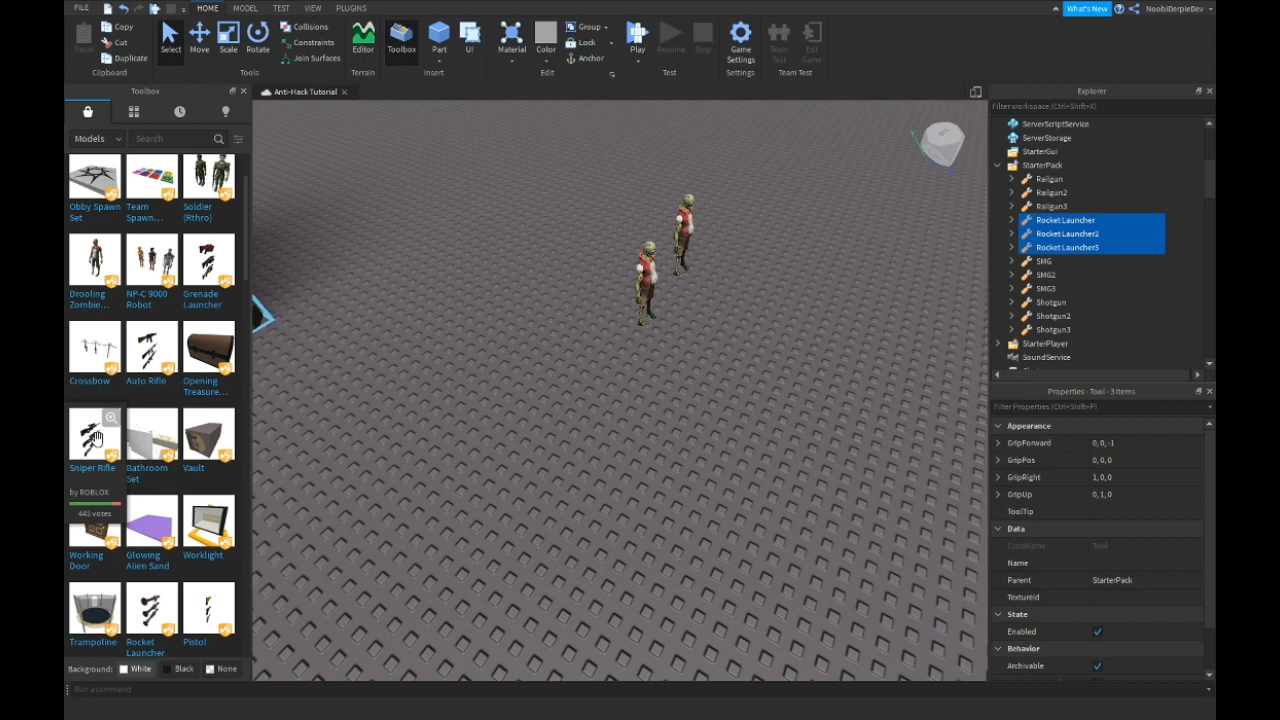 FILE
HOME MODEL TEST VIEW PLUGINS
What's New
NoobiDerpieDev
Paste
Copy
Cut
Duplicate
Clipboard
Select Move Scale Rotate
Collisions
Constraints
Join Surfaces
Tools
Editor
Terrain
Toolbox Part UI
Insert
Material Color
Group
Lock
Anchor
Edit
Play Resume Stop
Test
Game Settings
Settings
Team Test Exit Game
Team Test
Toolbox
Models
Search
Obby Spawn Set
Team Spawn...
Soldier (Rthro)
Drooling Zombie...
NP-C 9000 Robot
Grenade Launcher
Crossbow
Auto Rifle
Opening Treasure...
Sniper Rifle
Bathroom Set
Vault
by ROBLOX
445 votes
Working Door
Glowing Alien Sand
Worklight
Trampoline
Rocket Launcher
Pistol
Background: White Black None
Run a command
Anti-Hack Tutorial
Explorer
Filter workspace (Ctrl+Shift+X)
ServerScriptService
ServerStorage
StarterGui
StarterPack
Railgun
Railgun2
Railgun3
Rocket Launcher
Rocket Launcher2
Rocket Launcher3
SMG
SMG2
SMG3
Shotgun
Shotgun2
Shotgun3
StarterPlayer
SoundService
Properties - Tool - 3 items
Filter Properties (Ctrl+Shift+P)
Appearance
GripForward 0, 0, -1
GripPos 0, 0, 0
GripRight 1, 0, 0
GripUp 0, 1, 0
ToolTip
Data
ClassName Tool
Name
Parent StarterPack
TextureId
State
Enabled
Behavior
Archivable